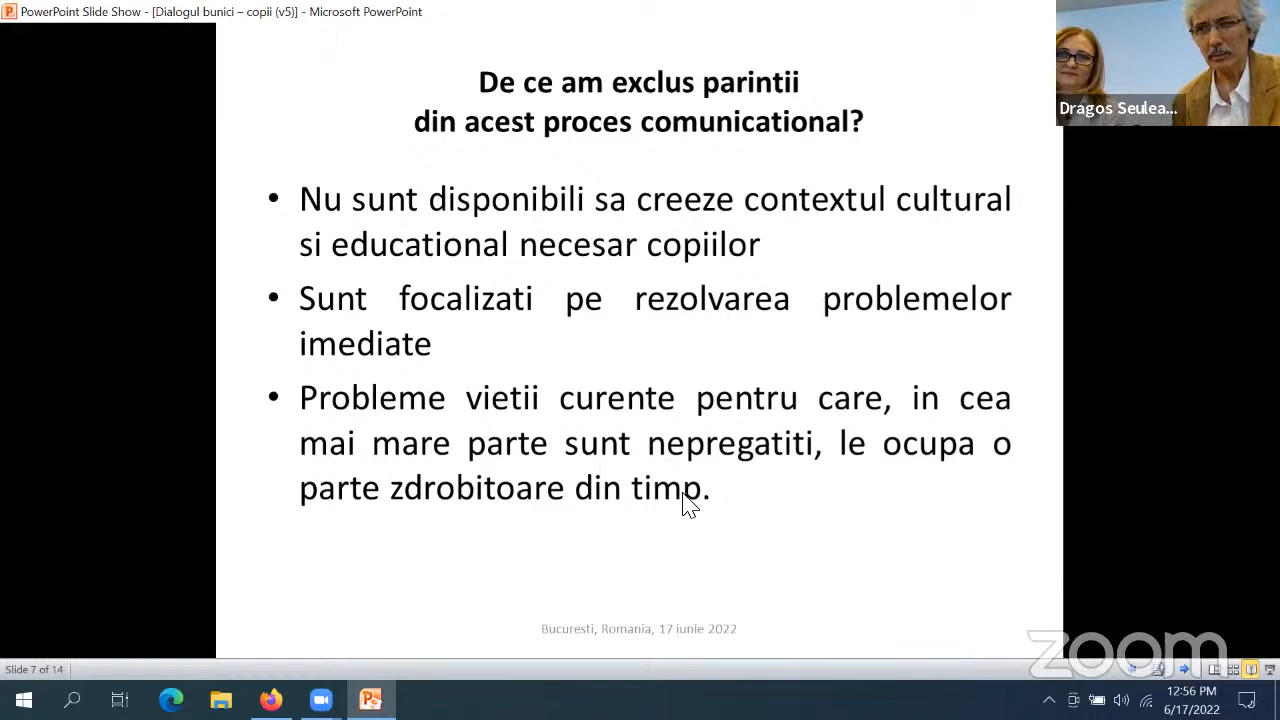 PowerPoint Slide Show - [Dialogul bunici – copii (v5)] - Microsoft PowerPoint
Dragos Seulea...
De ce am exclus parintii
din acest proces comunicational?
• Nu sunt disponibili sa creeze contextul cultural
si educational necesar copiilor
• Sunt focalizati pe rezolvarea problemelor
imediate
• Probleme vietii curente pentru care, in cea
mai mare parte sunt nepregatiti, le ocupa o
parte zdrobitoare din timp.
Bucuresti, Romania, 17 iunie 2022
zoom
Slide 7 of 14
12:56 PM
6/17/2022